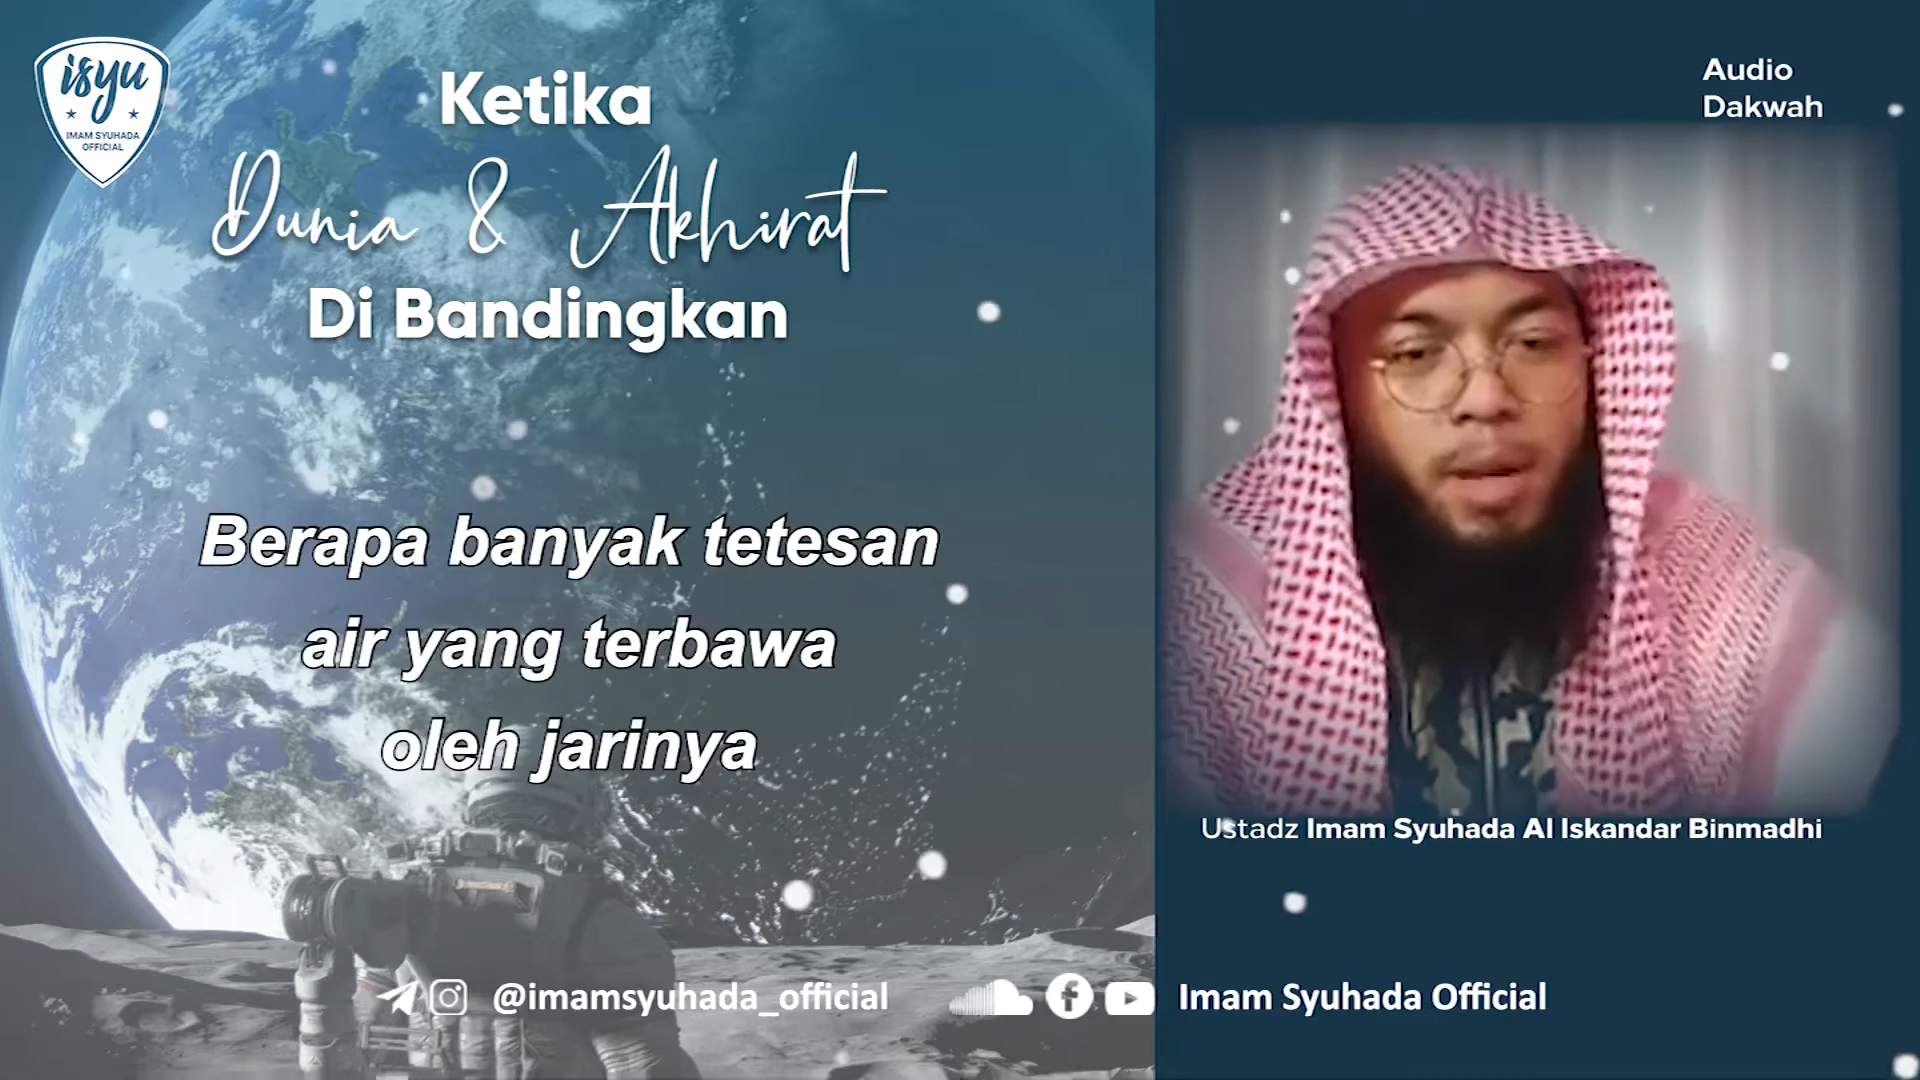 isyu
IMAM SYUHADA
OFFICIAL
Ketika
Dunia & Akhirat
Di Bandingkan
Berapa banyak tetesan
air yang terbawa
oleh jarinya
@imamsyuhada_official
Audio
Dakwah
Ustadz Imam Syuhada Al Iskandar Binmadhi
Imam Syuhada Official